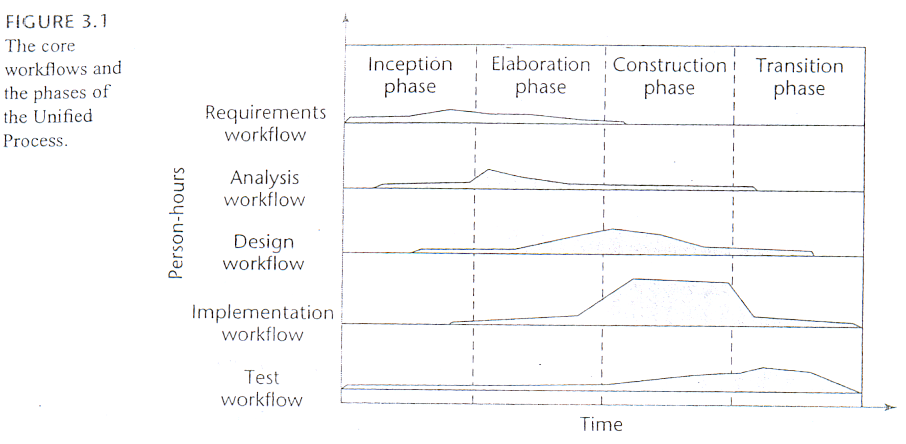 FIGURE 3.1
The core
workflows and
the phases of
the Unified
Process.
Inception
phase
Elaboration
phase
Construction
phase
Transition
phase
Person-hours
Requirements
workflow
Analysis
workflow
Design
workflow
Implementation
workflow
Test
workflow
Time